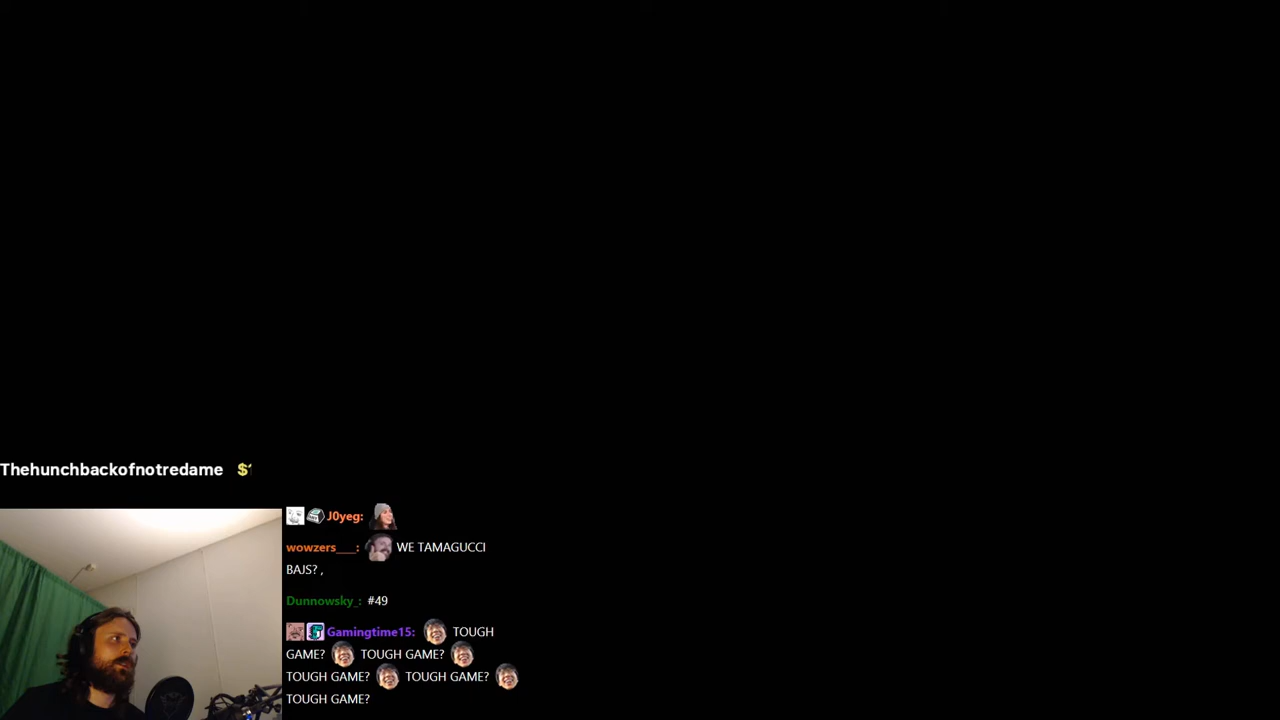 Thehunchbackofnotredame $
J0yeg:
wowzers___: WE TAMAGUCCI
BAJS? ,
Dunnowsky_: #49
Gamingtime15: TOUGH
GAME? TOUGH GAME?
TOUGH GAME? TOUGH GAME?
TOUGH GAME?